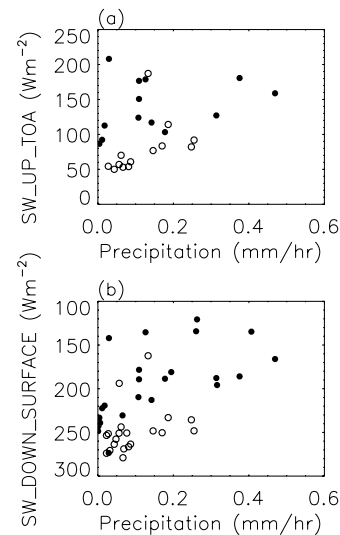 (a)
250
200
150
100
50
0
SW_UP_TOA (Wm⁻²)
0.0 0.2 0.4 0.6
Precipitation (mm/hr)
(b)
100
150
200
250
300
SW_DOWN_SURFACE (Wm⁻²)
0.0 0.2 0.4 0.6
Precipitation (mm/hr)